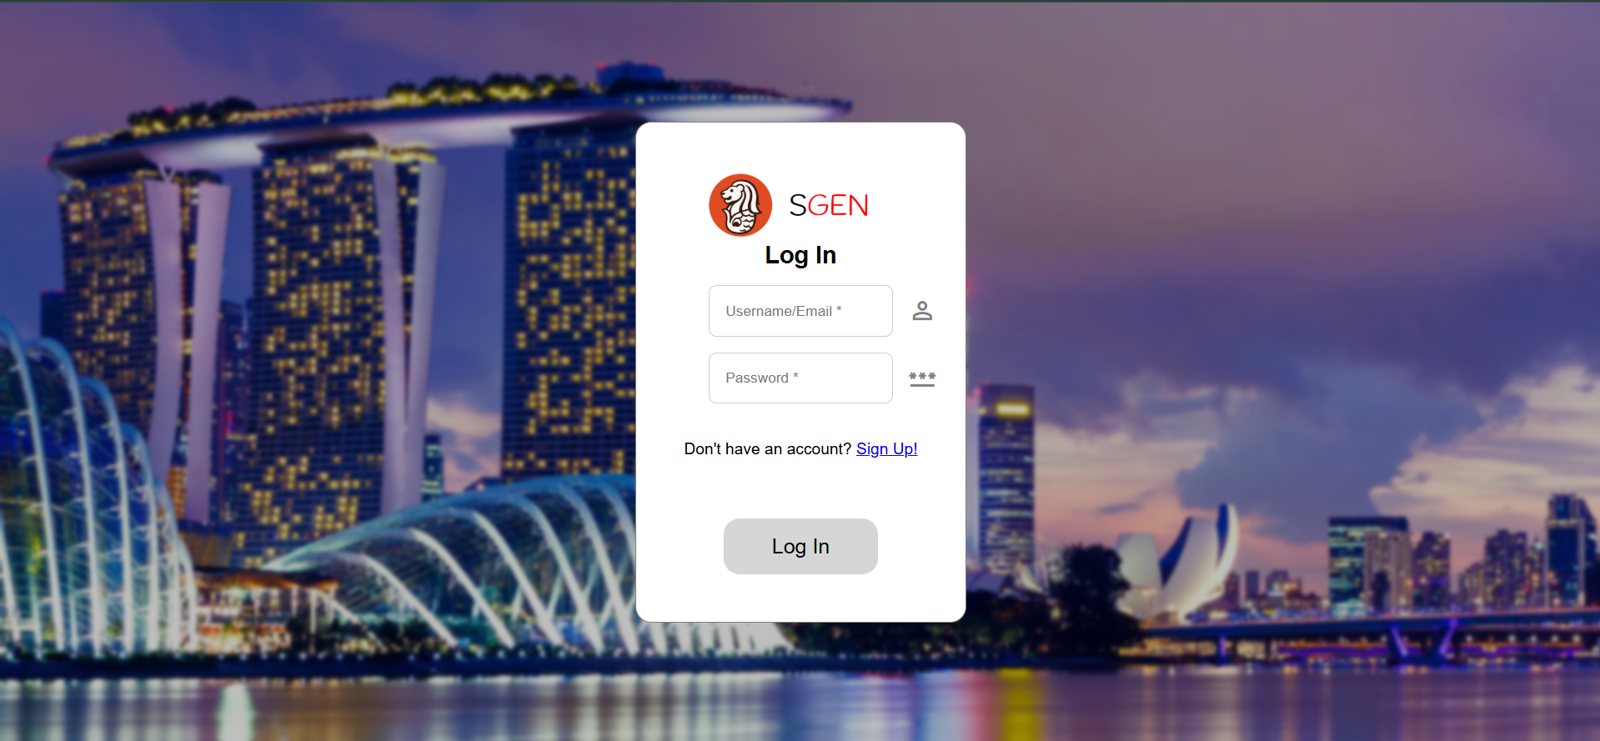 SGEN
Log In
Username/Email *
Password *
***
Don't have an account? Sign Up!
Log In